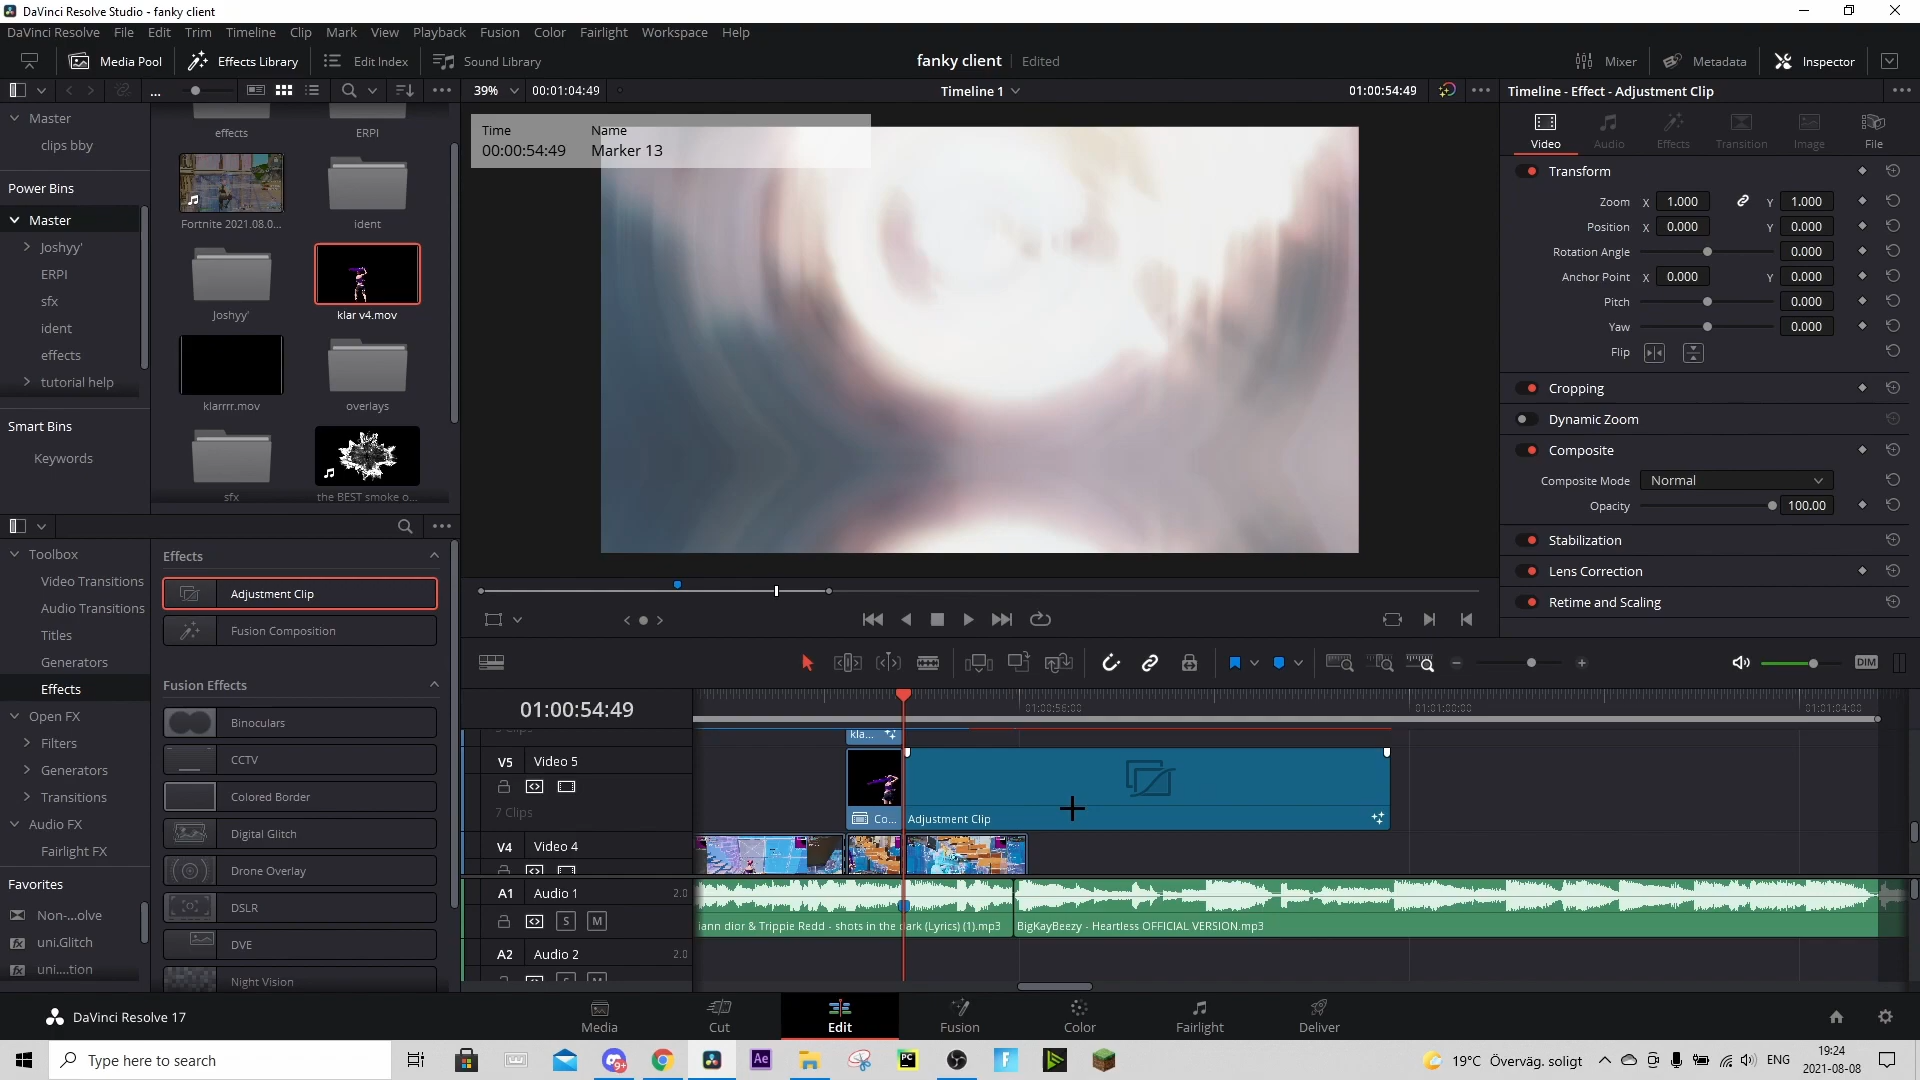 DaVinci Resolve Studio - fanky client
DaVinci Resolve File Edit Trim Timeline Clip Mark View Playback Fusion Color Fairlight Workspace Help
Media Pool Effects Library Edit Index Sound Library fanky client Edited Mixer Metadata Inspector
... 39% 00:01:04:49 Timeline 1 01:00:54:49 Timeline - Effect - Adjustment Clip
Master
clips bby
Power Bins
Master
Joshyy'
ERPI
sfx
ident
effects
tutorial help
Smart Bins
Keywords
effects ERPI
Fortnite 2021.08.0... ident
Joshyy' klar v4.mov
klarrrr.mov overlays
sfx the BEST smoke o...
Time Name
00:00:54:49 Marker 13
Video Audio Effects Transition Image File
Transform
Zoom X 1.000 Y 1.000
Position X 0.000 Y 0.000
Rotation Angle 0.000
Anchor Point X 0.000 Y 0.000
Pitch 0.000
Yaw 0.000
Flip
Cropping
Dynamic Zoom
Composite
Composite Mode Normal
Opacity 100.00
Stabilization
Lens Correction
Retime and Scaling
Toolbox
Video Transitions
Audio Transitions
Titles
Generators
Effects
Open FX
Filters
Generators
Transitions
Audio FX
Fairlight FX
Favorites
Non-...olve
uni.Glitch
uni....tion
Effects
Adjustment Clip
Fusion Composition
Fusion Effects
Binoculars
CCTV
Colored Border
Digital Glitch
Drone Overlay
DSLR
DVE
Night Vision
DIM
01:00:54:49 01:00:56:00 01:01:00:00 01:01:04:00
kla...
V5 Video 5
7 Clips
Co... Adjustment Clip
V4 Video 4
A1 Audio 1 2.0
S M
iann dior & Trippie Redd - shots in the dark (Lyrics) (1).mp3 BigKayBeezy - Heartless OFFICIAL VERSION.mp3
A2 Audio 2 2.0
DaVinci Resolve 17
Media Cut Edit Fusion Color Fairlight Deliver
Type here to search
Ae PC
19°C Överväg. soligt ENG 19:24
2021-08-08